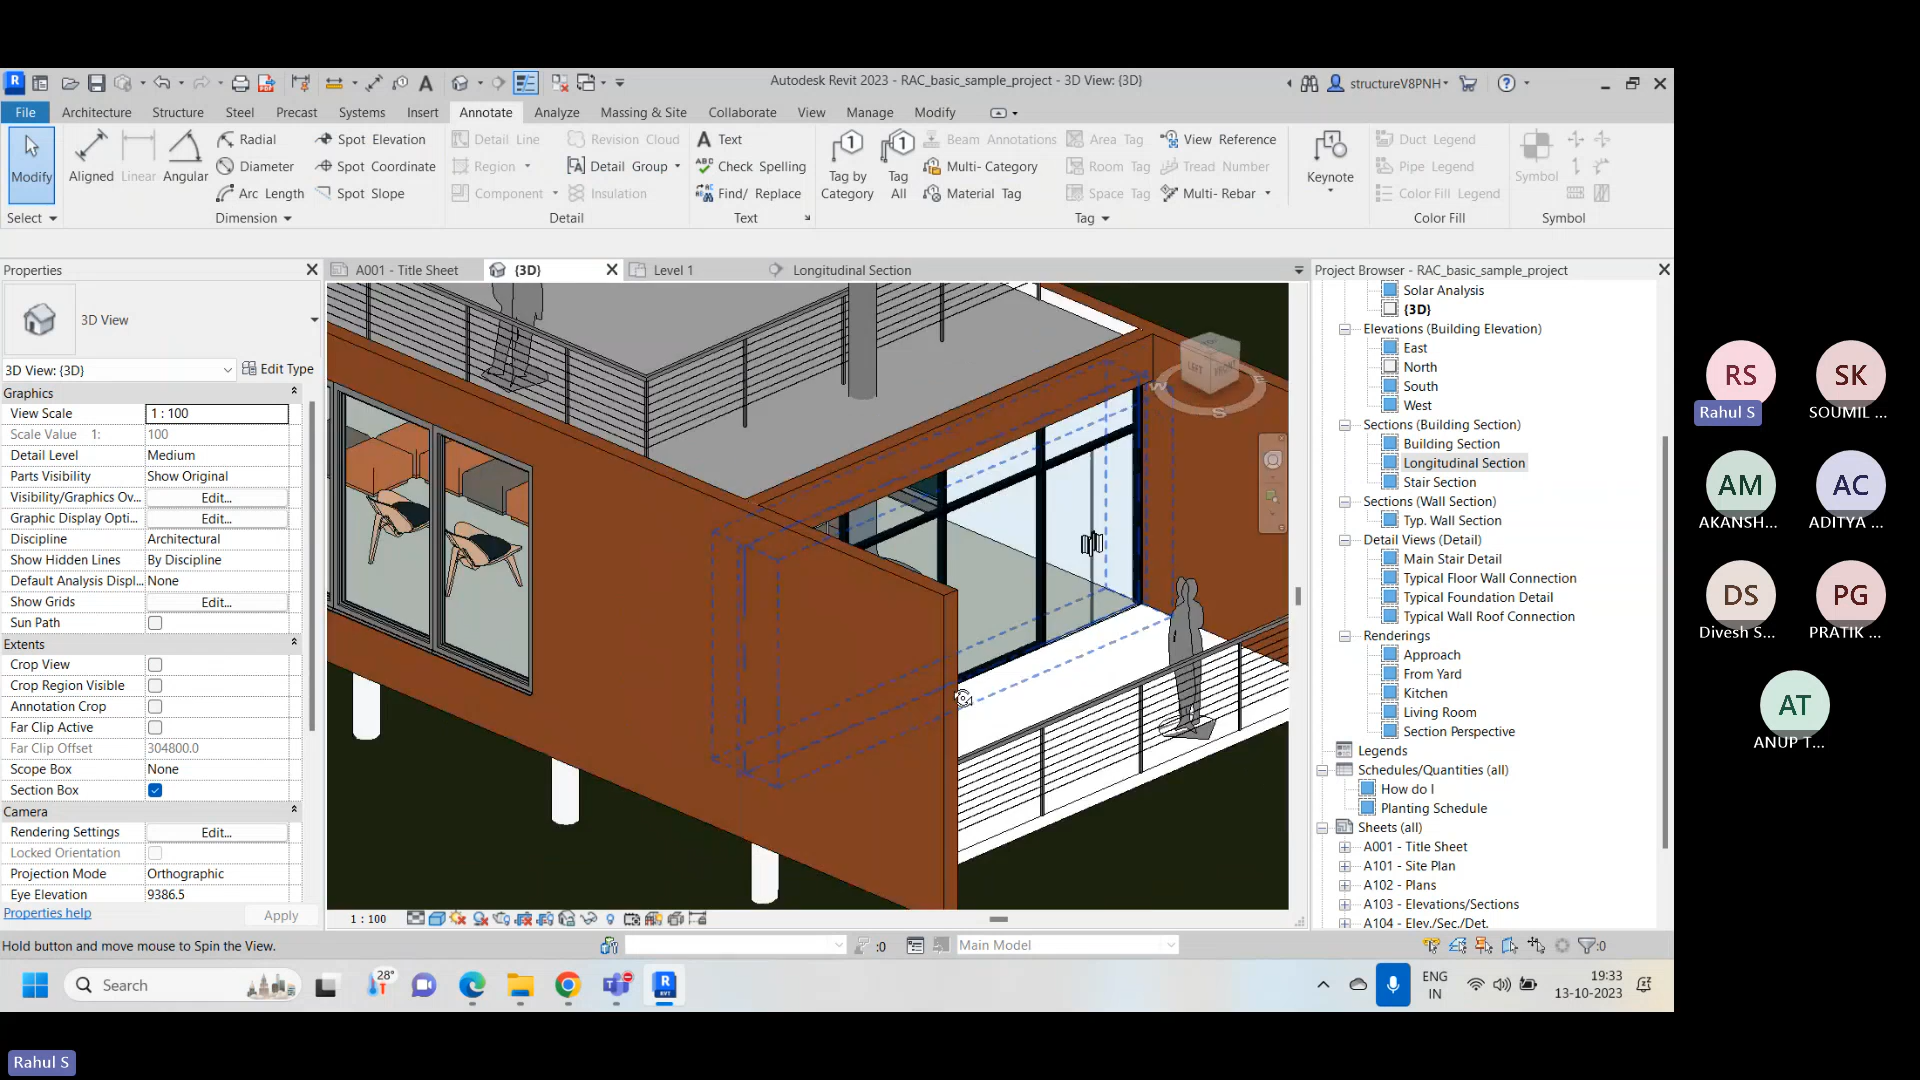 Autodesk Revit 2023 - RAC_basic_sample_project - 3D View: {3D}
structureV8PNH
File Architecture Structure Steel Precast Systems Insert Annotate Analyze Massing & Site Collaborate View Manage Modify
Modify
Select
Aligned
Linear
Angular
Radial
Diameter
Arc Length
Spot Elevation
Spot Coordinate
Spot Slope
Dimension
Detail Line
Region
Component
Revision Cloud
Detail Group
Insulation
Detail
Text
Check Spelling
Find/ Replace
Text
Tag by
Category
Tag
All
Beam Annotations
Multi- Category
Material Tag
Area Tag
Room Tag
Space Tag
View Reference
Tread Number
Multi- Rebar
Tag
Keynote
Duct Legend
Pipe Legend
Color Fill Legend
Color Fill
Symbol
Symbol
Properties
3D View
3D View: {3D}
Edit Type
Graphics
View Scale 1 : 100
Scale Value 1: 100
Detail Level Medium
Parts Visibility Show Original
Visibility/Graphics Ov... Edit...
Graphic Display Opti... Edit...
Discipline Architectural
Show Hidden Lines By Discipline
Default Analysis Displ... None
Show Grids Edit...
Sun Path
Extents
Crop View
Crop Region Visible
Annotation Crop
Far Clip Active
Far Clip Offset 304800.0
Scope Box None
Section Box
Camera
Rendering Settings Edit...
Locked Orientation
Projection Mode Orthographic
Eye Elevation 9386.5
Properties help
Apply
A001 - Title Sheet
{3D}
Level 1
Longitudinal Section
LEFT
FRONT
W
S
E
1 : 100
Project Browser - RAC_basic_sample_project
Solar Analysis
{3D}
Elevations (Building Elevation)
East
North
South
West
Sections (Building Section)
Building Section
Longitudinal Section
Stair Section
Sections (Wall Section)
Typ. Wall Section
Detail Views (Detail)
Main Stair Detail
Typical Floor Wall Connection
Typical Foundation Detail
Typical Wall Roof Connection
Renderings
Approach
From Yard
Kitchen
Living Room
Section Perspective
Legends
Schedules/Quantities (all)
How do I
Planting Schedule
Sheets (all)
A001 - Title Sheet
A101 - Site Plan
A102 - Plans
A103 - Elevations/Sections
A104 - Elev./Sec./Det.
Hold button and move mouse to Spin the View.
:0
Main Model
:0
Search
28°
ENG
IN
19:33
13-10-2023
RS
Rahul S
SK
SOUMIL ...
AM
AKANSH...
AC
ADITYA ...
DS
Divesh S...
PG
PRATIK ...
AT
ANUP T...
Rahul S